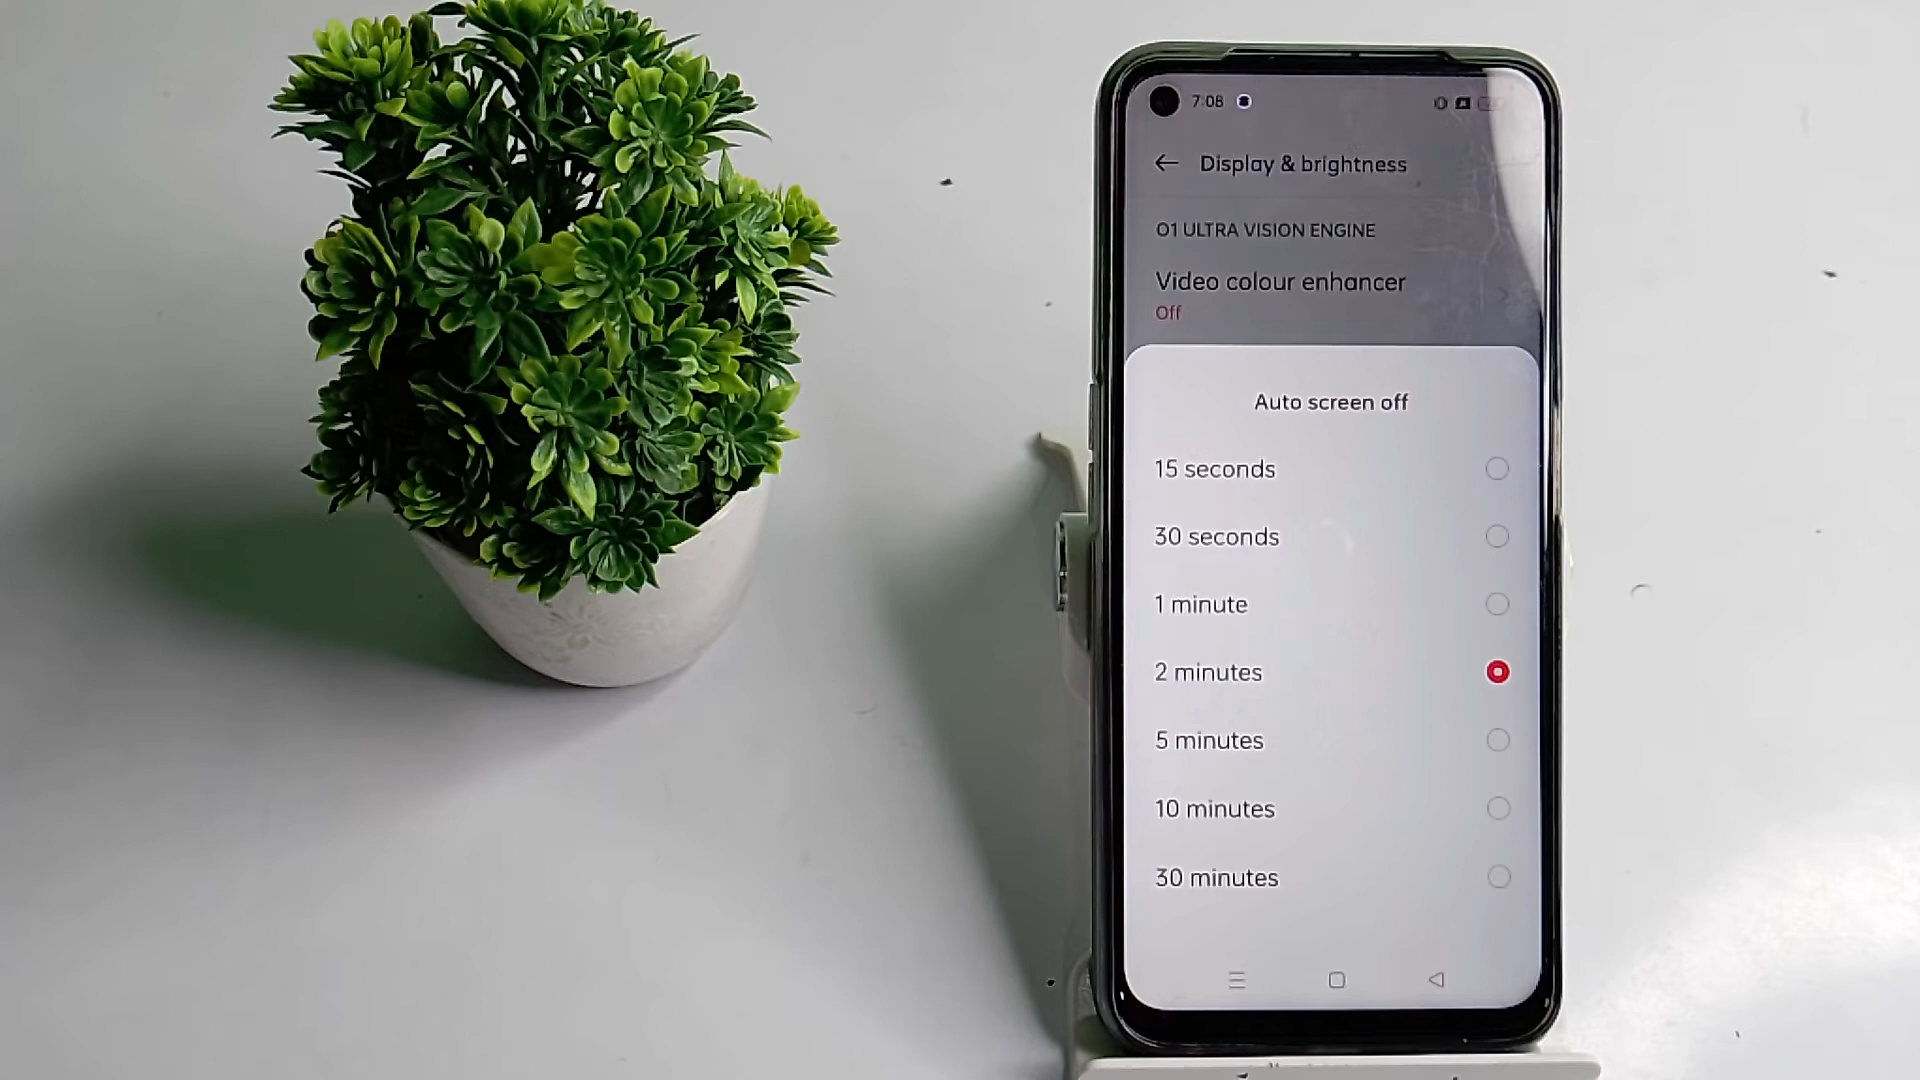 7:08
Display & brightness
O1 ULTRA VISION ENGINE
Video colour enhancer
Off
Auto screen off
15 seconds
30 seconds
1 minute
2 minutes
5 minutes
10 minutes
30 minutes